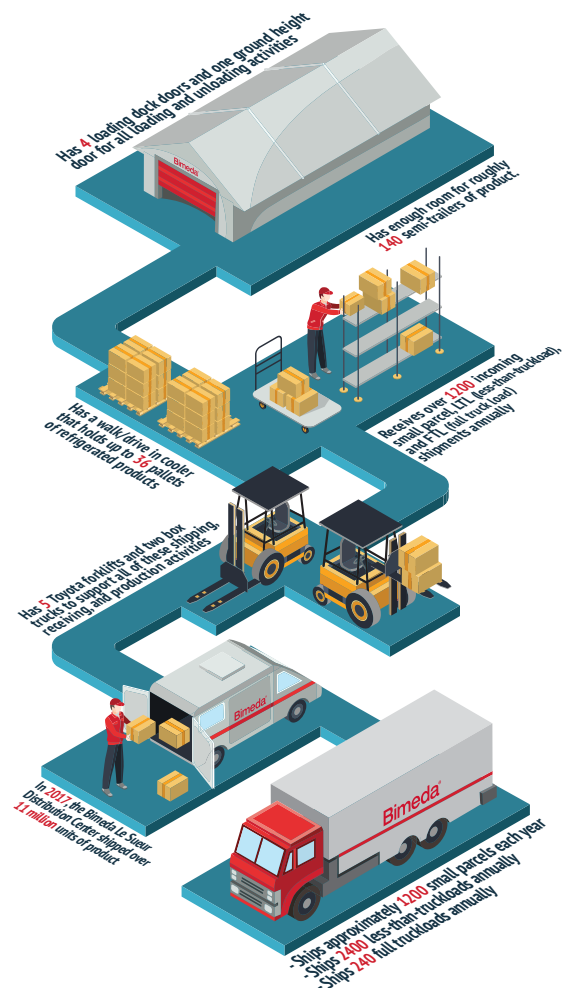 Has 4 loading dock doors and one ground height
door for all loading and unloading activities
Bimeda
Has enough room for roughly
140 semi-trailers of product.
Receives over 1200 incoming
small parcel, LTL (less-than-truckload),
and FTL (full truck load)
shipments annually
Has a walk/drive in cooler
that holds up to 36 pallets
of refrigerated products
Has 5 Toyota forklifts and two box
trucks to support all of these shipping,
receiving, and production activities
Bimeda
In 2017, the Bimeda Le Sueur
Distribution Center shipped over
11 million units of product
Bimeda®
- Ships approximately 1200 small parcels each year
- Ships 2400 less-than-truckloads annually
- Ships 240 full truckloads annually